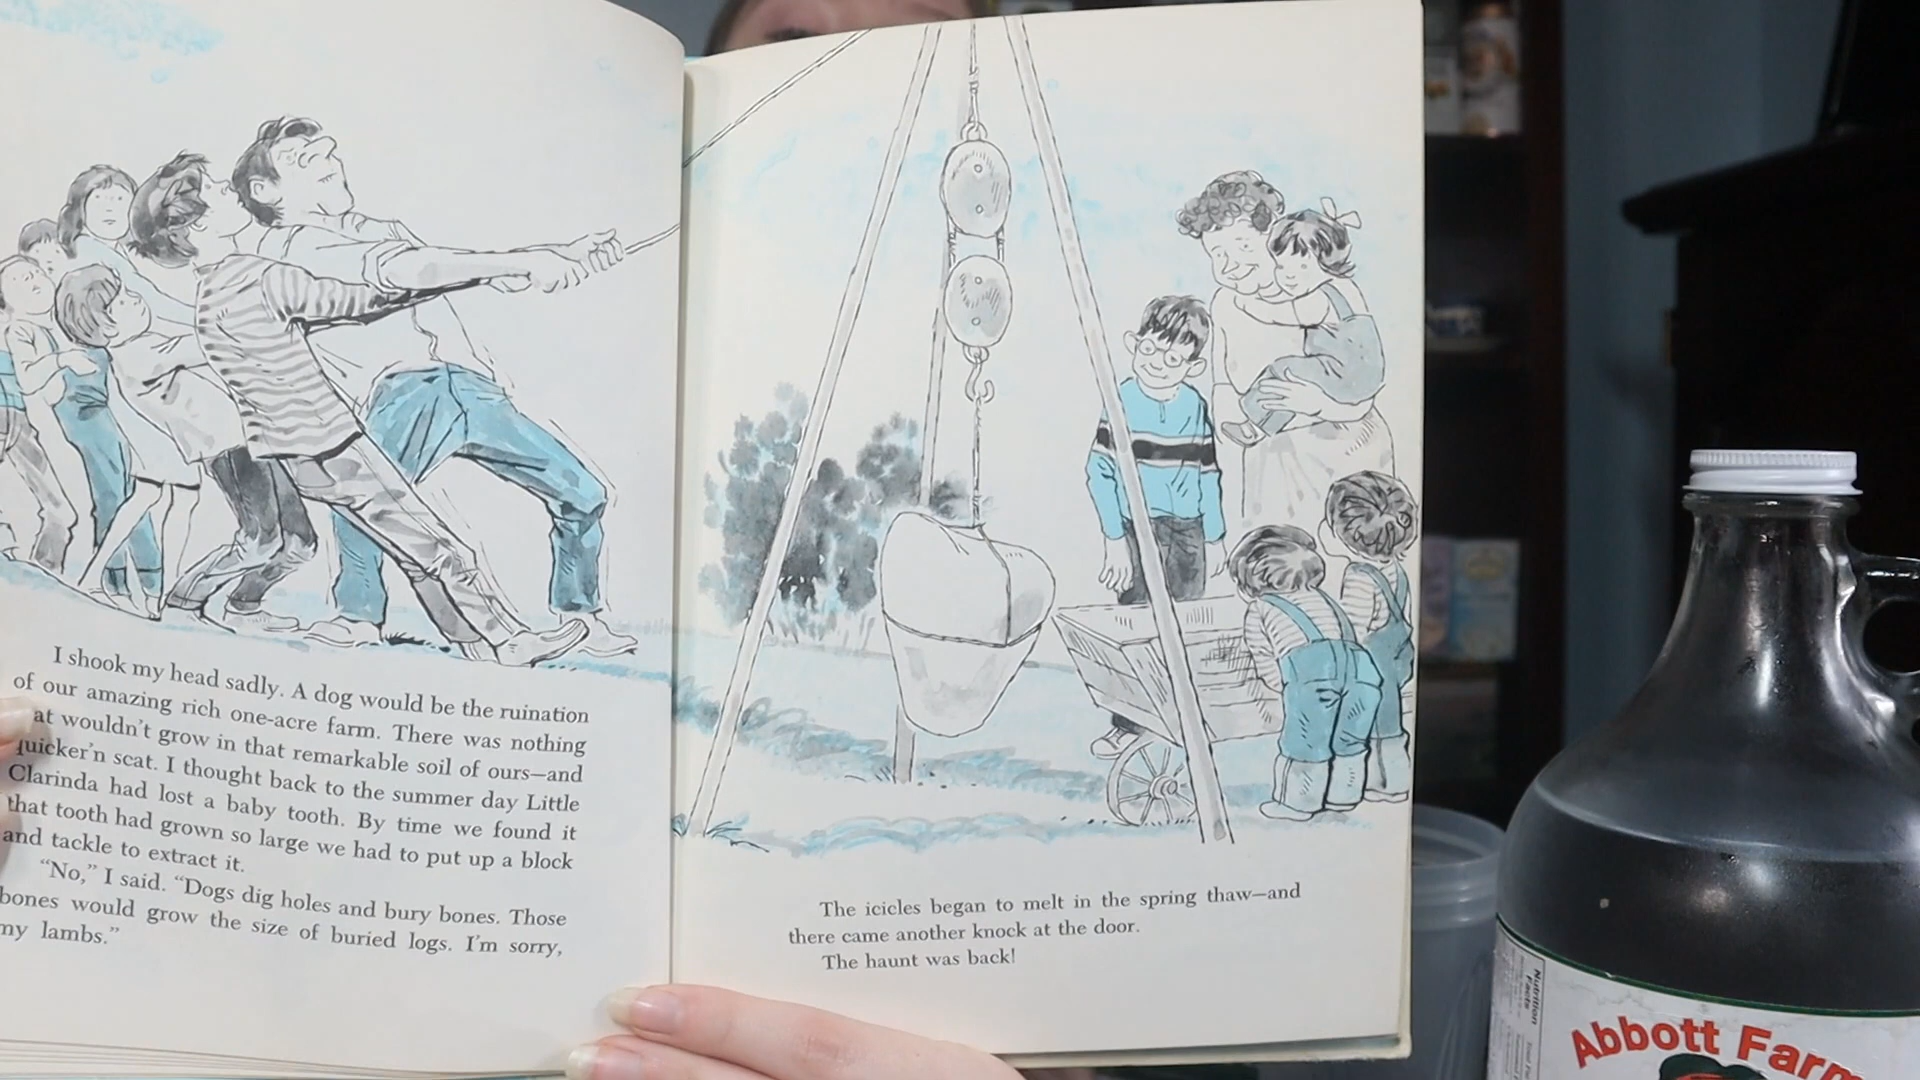 I shook my head sadly. A dog would be the ruination
of our amazing rich one-acre farm. There was nothing
at wouldn't grow in that remarkable soil of ours—and
quicker'n scat. I thought back to the summer day Little
Clarinda had lost a baby tooth. By time we found it
that tooth had grown so large we had to put up a block
and tackle to extract it.
"No," I said. "Dogs dig holes and bury bones. Those
bones would grow the size of buried logs. I'm sorry,
my lambs."
The icicles began to melt in the spring thaw—and
there came another knock at the door.
The haunt was back!
Nutrition
Facts
Abbott Farm